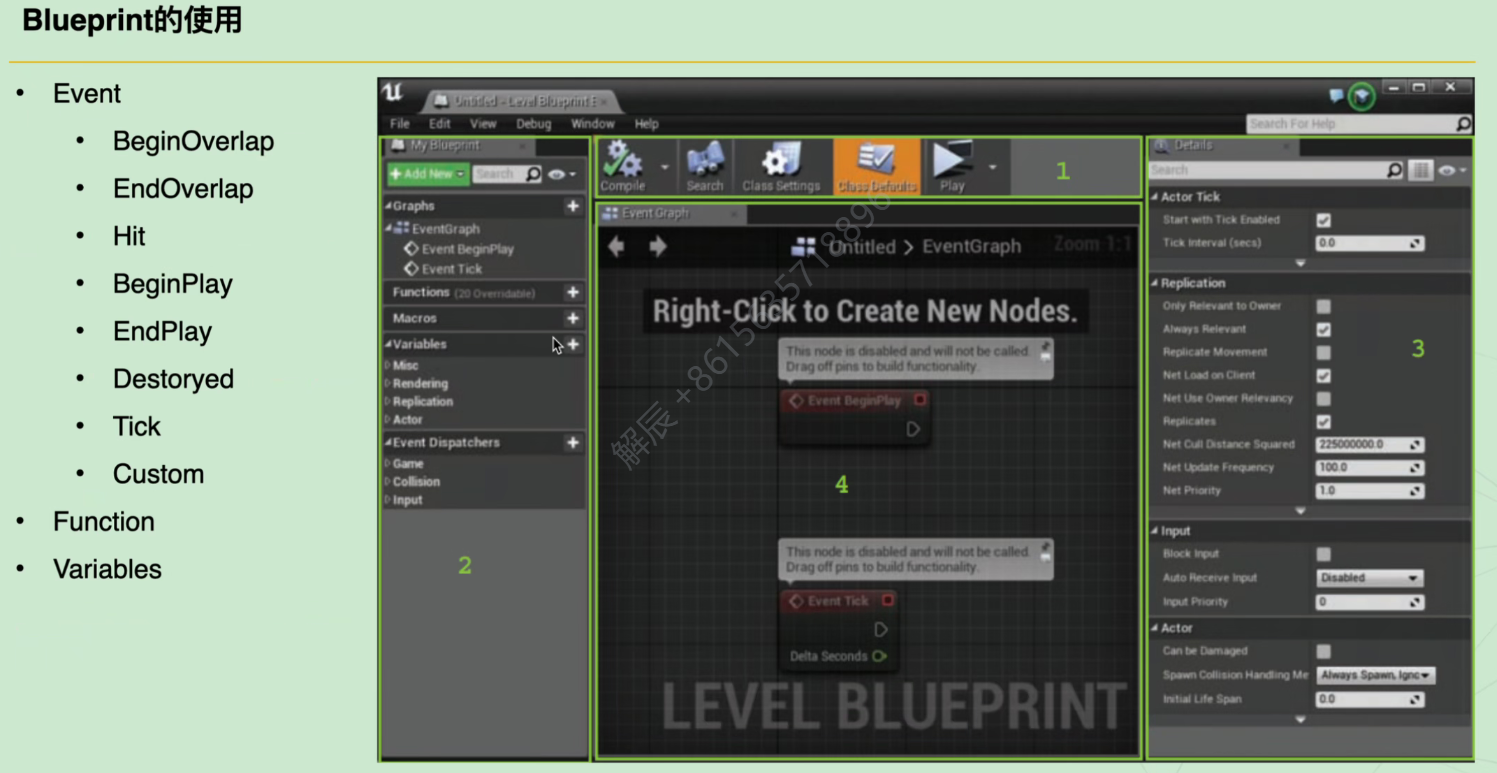 Blueprint的使用
• Event
• BeginOverlap
• EndOverlap
• Hit
• BeginPlay
• EndPlay
• Destoryed
• Tick
• Custom
• Function
• Variables
Untitled - Level Blueprint E
File Edit View Debug Window Help
Search For Help
My Blueprint
+ Add New
Search
Graphs
EventGraph
Event BeginPlay
Event Tick
Functions (20 Overridable)
Macros
Variables
Misc
Rendering
Replication
Actor
Event Dispatchers
Game
Collision
Input
2
Compile Search Class Settings Class Defaults Play
1
Event Graph
Untitled > EventGraph
Zoom 1:1
Right-Click to Create New Nodes.
This node is disabled and will not be called.
Drag off pins to build functionality.
Event BeginPlay
4
This node is disabled and will not be called.
Drag off pins to build functionality.
Event Tick
Delta Seconds
LEVEL BLUEPRINT
Details
Search
Actor Tick
Start with Tick Enabled
Tick Interval (secs) 0.0
Replication
Only Relevant to Owner
Always Relevant
Replicate Movement
3
Net Load on Client
Net Use Owner Relevancy
Replicates
Net Cull Distance Squared 225000000.0
Net Update Frequency 100.0
Net Priority 1.0
Input
Block Input
Auto Receive Input Disabled
Input Priority 0
Actor
Can be Damaged
Spawn Collision Handling Me Always Spawn, Ignc
Initial Life Span 0.0
解辰